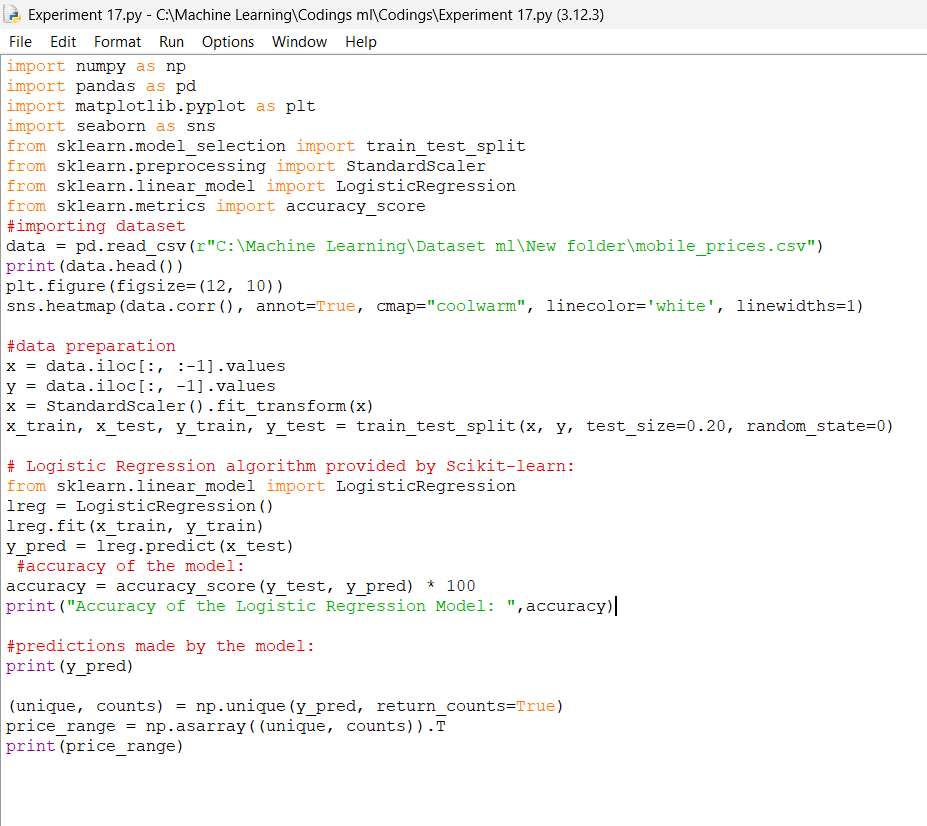 Experiment 17.py - C:\Machine Learning\Codings ml\Codings\Experiment 17.py (3.12.3)
File Edit Format Run Options Window Help
import numpy as np
import pandas as pd
import matplotlib.pyplot as plt
import seaborn as sns
from sklearn.model_selection import train_test_split
from sklearn.preprocessing import StandardScaler
from sklearn.linear_model import LogisticRegression
from sklearn.metrics import accuracy_score
#importing dataset
data = pd.read_csv(r"C:\Machine Learning\Dataset ml\New folder\mobile_prices.csv")
print(data.head())
plt.figure(figsize=(12, 10))
sns.heatmap(data.corr(), annot=True, cmap="coolwarm", linecolor='white', linewidths=1)

#data preparation
x = data.iloc[:, :-1].values
y = data.iloc[:, -1].values
x = StandardScaler().fit_transform(x)
x_train, x_test, y_train, y_test = train_test_split(x, y, test_size=0.20, random_state=0)

# Logistic Regression algorithm provided by Scikit-learn:
from sklearn.linear_model import LogisticRegression
lreg = LogisticRegression()
lreg.fit(x_train, y_train)
y_pred = lreg.predict(x_test)
 #accuracy of the model:
accuracy = accuracy_score(y_test, y_pred) * 100
print("Accuracy of the Logistic Regression Model: ",accuracy)

#predictions made by the model:
print(y_pred)

(unique, counts) = np.unique(y_pred, return_counts=True)
price_range = np.asarray((unique, counts)).T
print(price_range)